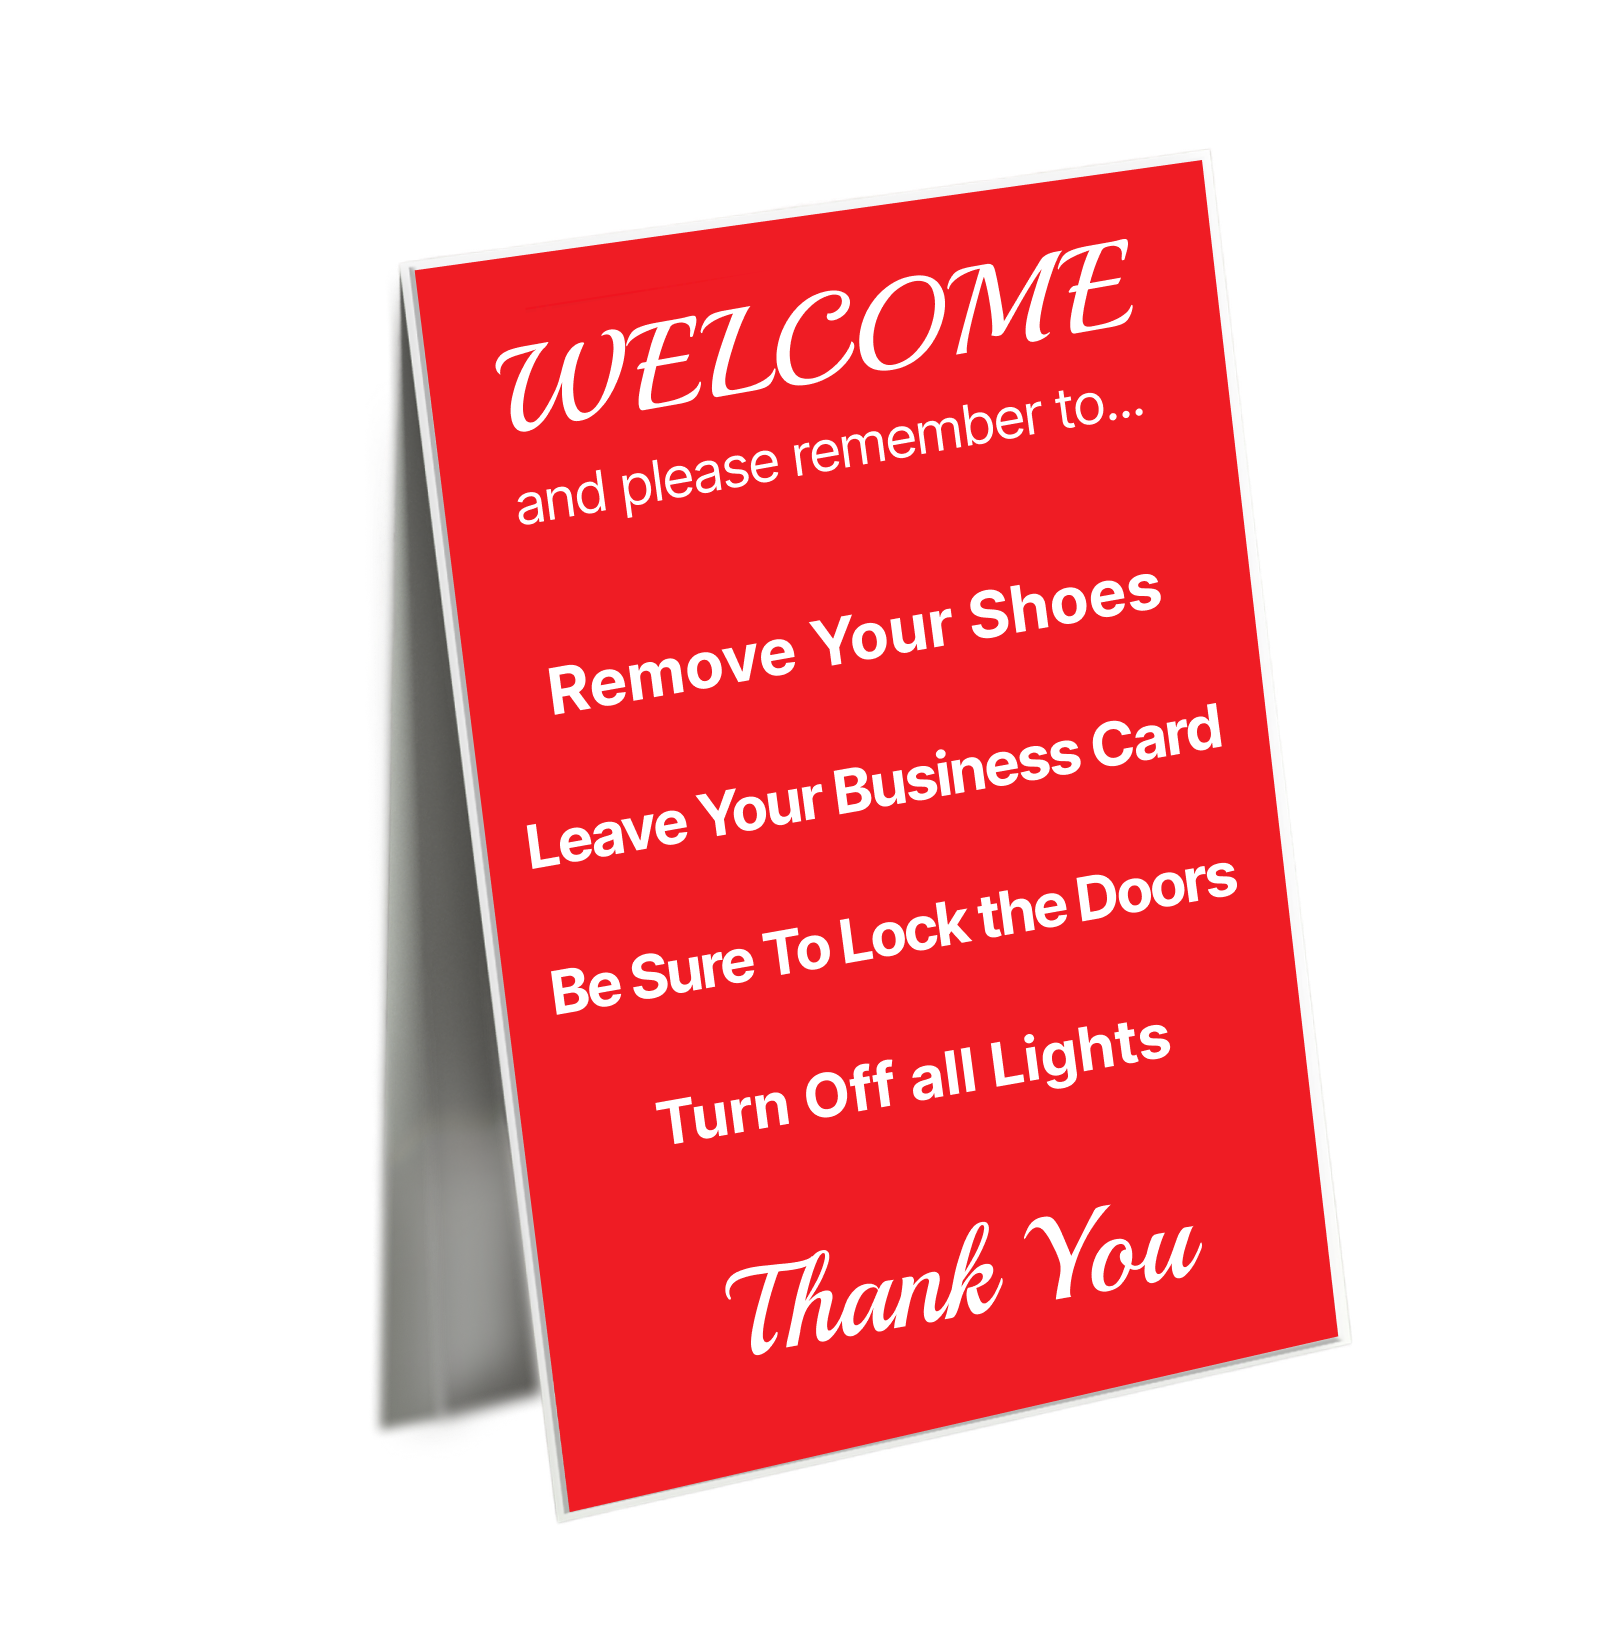 WELCOME
and please remember to...
Remove Your Shoes
Leave Your Business Card
Be Sure To Lock the Doors
Turn Off all Lights
Thank You